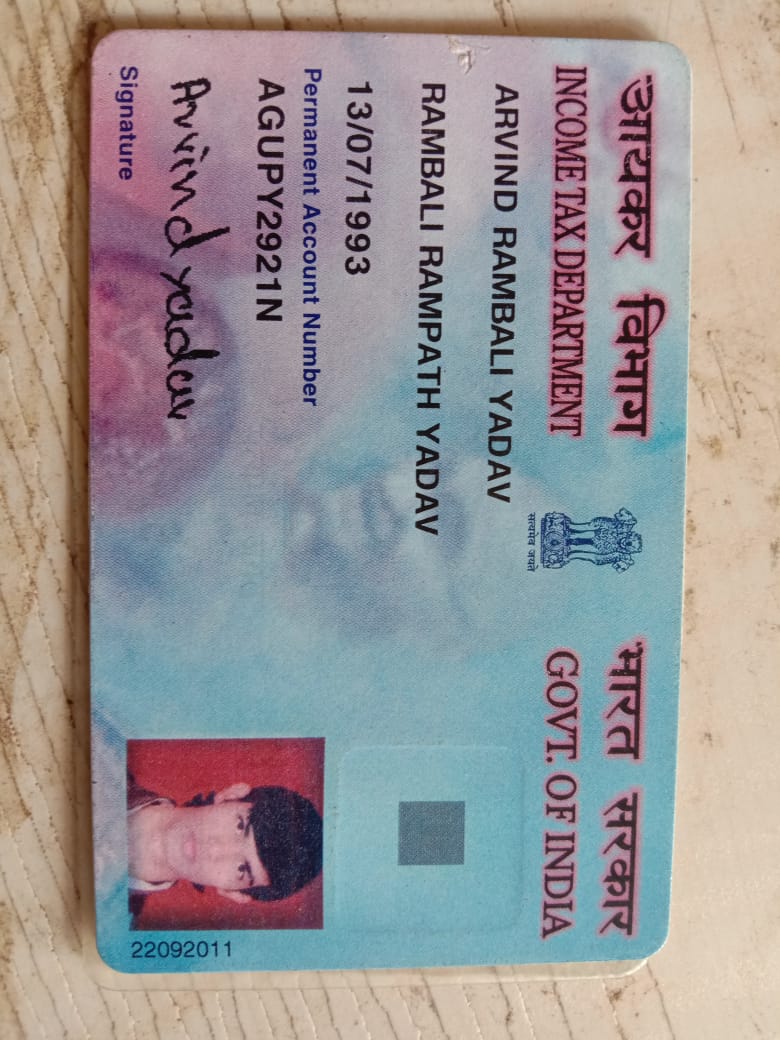 आयकर विभाग
INCOME TAX DEPARTMENT
सत्यमेव जयते
भारत सरकार
GOVT. OF INDIA
ARVIND RAMBALI YADAV
RAMBALI RAMPATH YADAV
13/07/1993
Permanent Account Number
AGUPY2921N
Arvind yadav
Signature
22092011